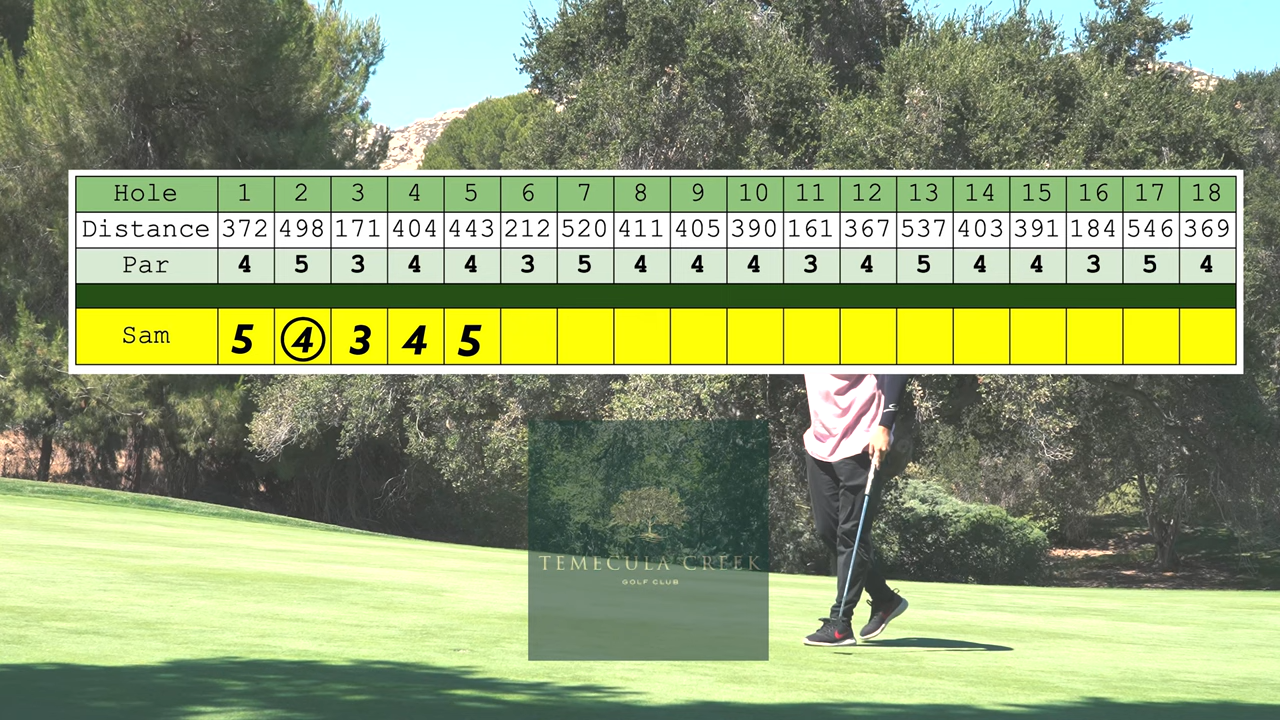 Hole 1 2 3 4 5 6 7 8 9 10 11 12 13 14 15 16 17 18
Distance 372 498 171 404 443 212 520 411 405 390 161 367 537 403 391 184 546 369
Par 4 5 3 4 4 3 5 4 4 4 3 4 5 4 4 3 5 4
Sam 5 4 3 4 5
TEMECULA CREEK
GOLF CLUB